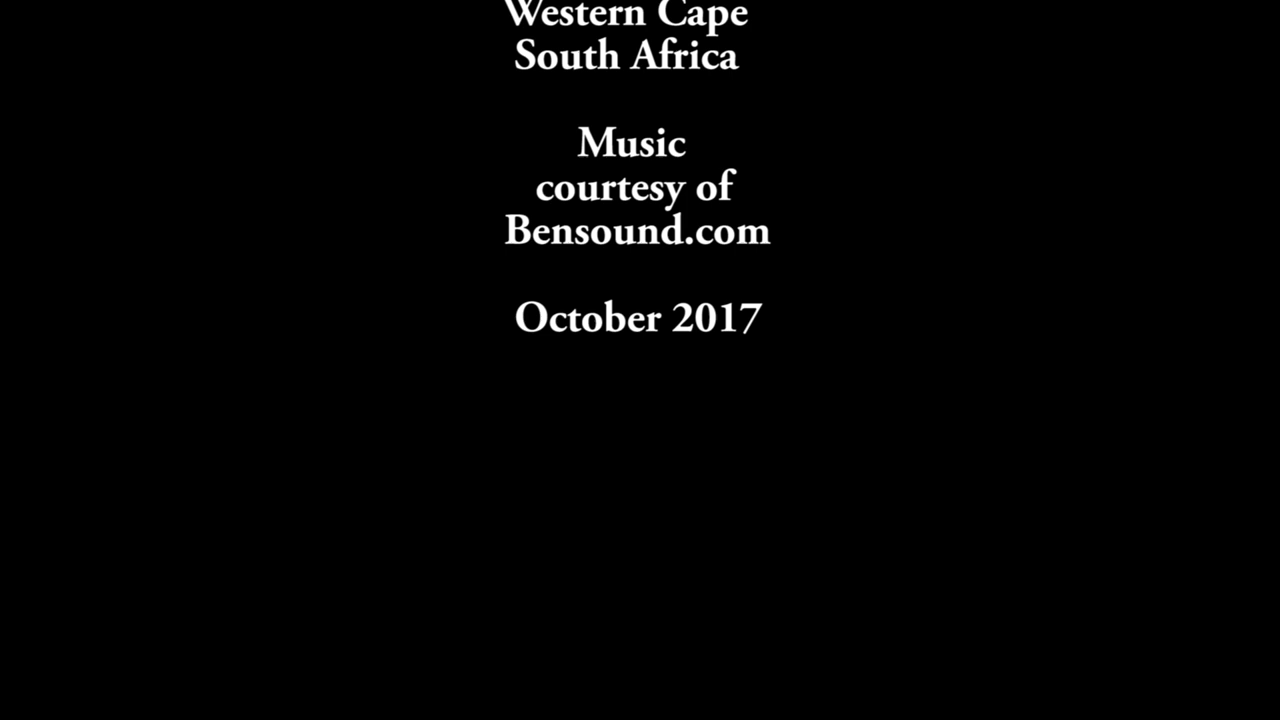 Western Cape
South Africa
Music
courtesy of
Bensound.com
October 2017